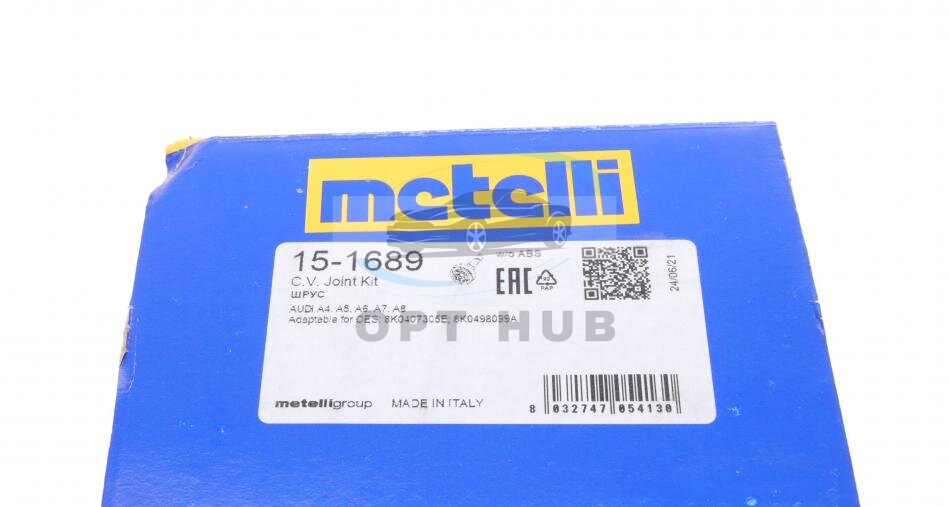 metelli
15-1689
w/o ABS
C.V. Joint Kit
ШРУС
EAC
PAP
24/06/21
AUDI A4, A5, A6, A7, A8
Adaptable for OES: 8K0407305E; 8K0498099A
OPT HUB
metelligroup MADE IN ITALY
8 032747 054130